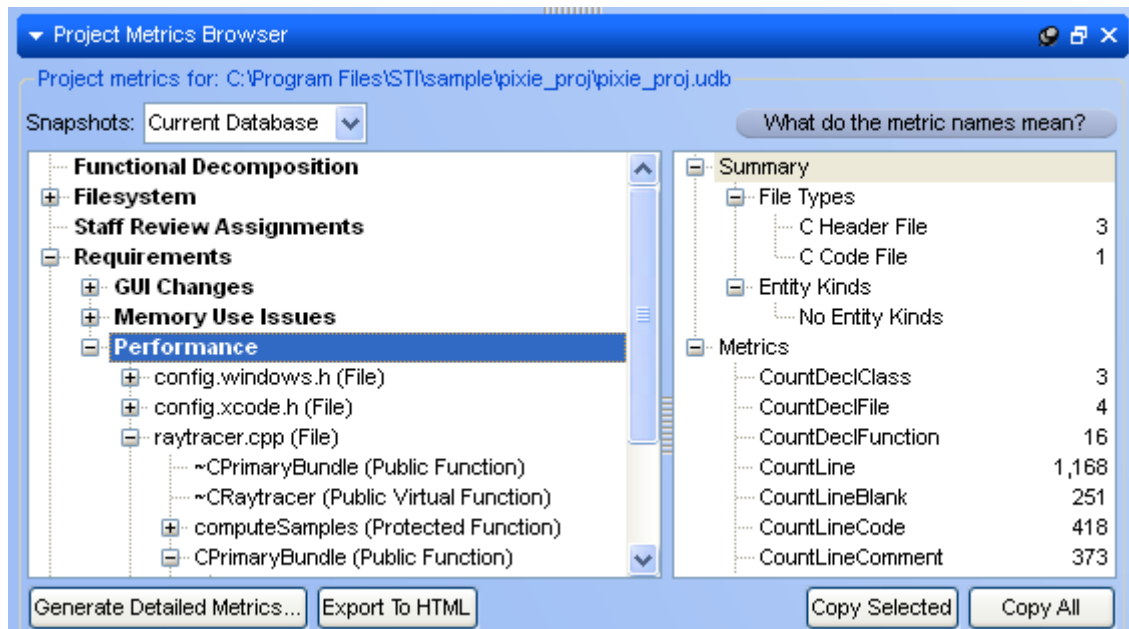 Project Metrics Browser
Project metrics for: C:\Program Files\STI\sample\pixie_proj\pixie_proj.udb
Snapshots: Current Database
What do the metric names mean?
Functional Decomposition
Filesystem
Staff Review Assignments
Requirements
GUI Changes
Memory Use Issues
Performance
config.windows.h (File)
config.xcode.h (File)
raytracer.cpp (File)
~CPrimaryBundle (Public Function)
~CRaytracer (Public Virtual Function)
computeSamples (Protected Function)
CPrimaryBundle (Public Function)
Summary
File Types
C Header File 3
C Code File 1
Entity Kinds
No Entity Kinds
Metrics
CountDeclClass 3
CountDeclFile 4
CountDeclFunction 16
CountLine 1,168
CountLineBlank 251
CountLineCode 418
CountLineComment 373
Generate Detailed Metrics... Export To HTML Copy Selected Copy All